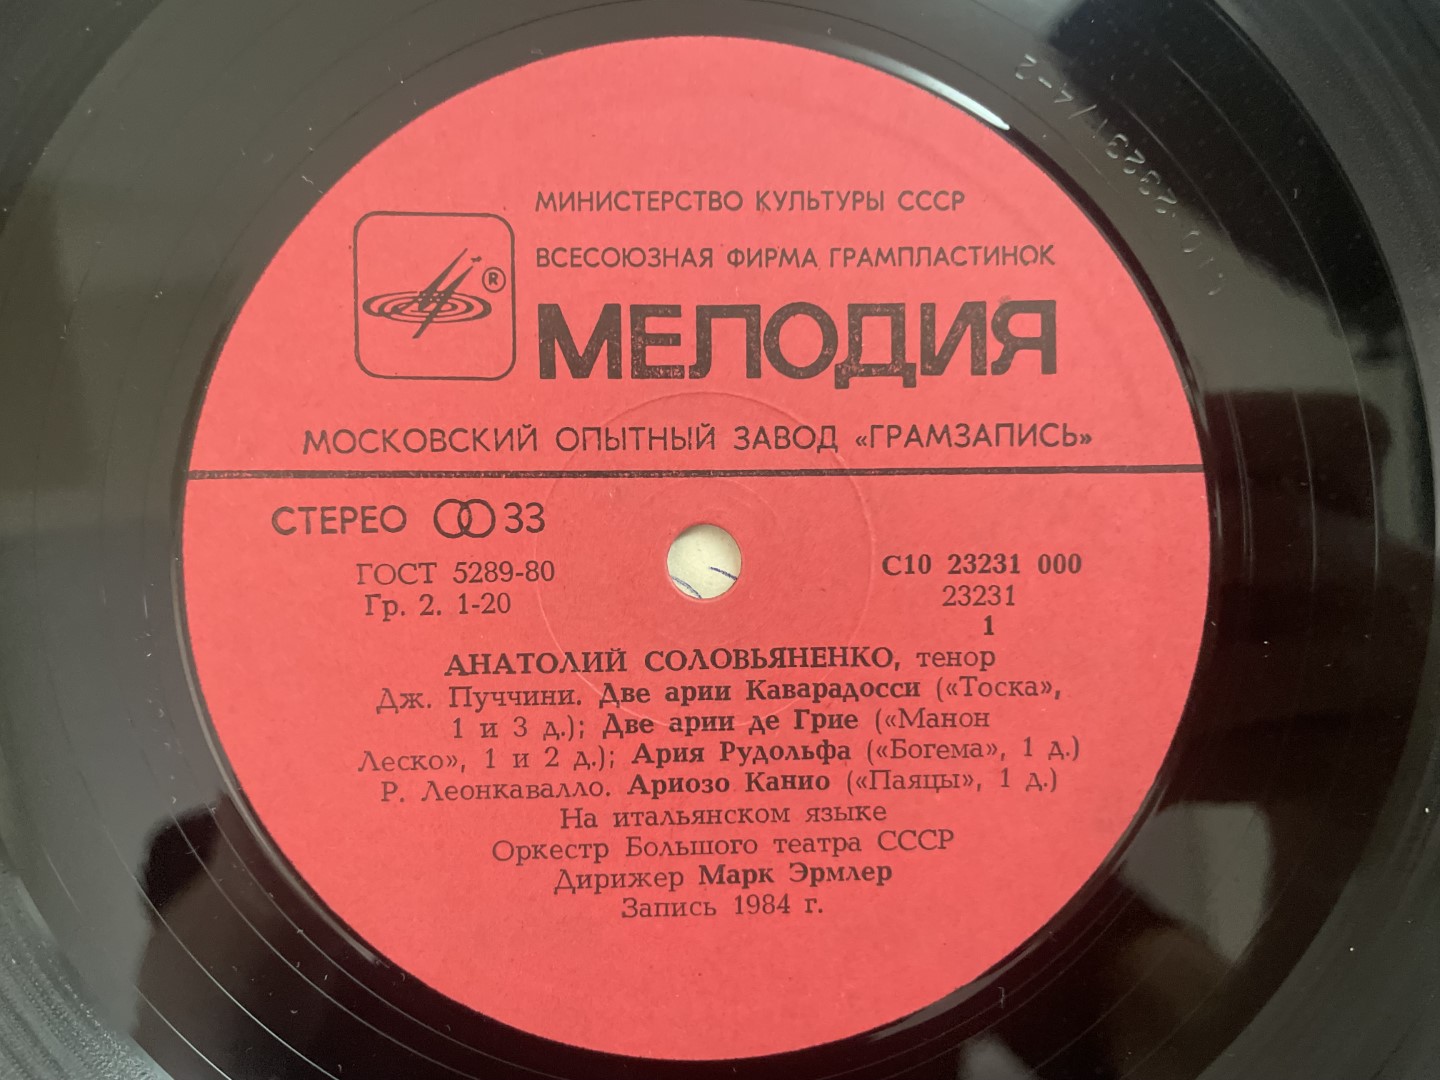 МИНИСТЕРСТВО КУЛЬТУРЫ СССР
ВСЕСОЮЗНАЯ ФИРМА ГРАМПЛАСТИНОК
®
МЕЛОДИЯ
МОСКОВСКИЙ ОПЫТНЫЙ ЗАВОД «ГРАМЗАПИСЬ»
СТЕРЕО 33
ГОСТ 5289-80
Гр. 2. 1-20
С10 23231 000
23231
1
АНАТОЛИЙ СОЛОВЬЯНЕНКО, тенор
Дж. Пуччини. Две арии Каварадосси («Тоска»,
1 и 3 д.); Две арии де Грие («Манон
Леско», 1 и 2 д.); Ария Рудольфа («Богема», 1 д.)
Р. Леонкавалло. Ариозо Канио («Паяцы», 1 д.)
На итальянском языке
Оркестр Большого театра СССР
Дирижер Марк Эрмлер
Запись 1984 г.